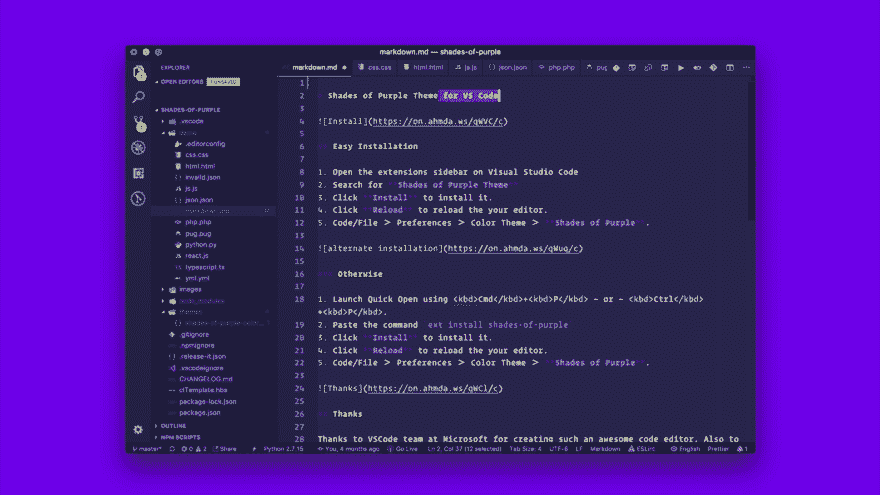 markdown.md — shades-of-purple
EXPLORER
OPEN EDITORS
SHADES-OF-PURPLE
.vscode
.editorconfig
css.css
html.html
invalid.json
js.js
json.json
php.php
pug.pug
python.py
react.js
typescript.ts
yml.yml
images
themes
.gitignore
.npmignore
.release-it.json
.vscodeignore
CHANGELOG.md
clTemplate.hbs
package-lock.json
package.json
OUTLINE
NPM SCRIPTS
markdown.md css.css html.html js.js json.json php.php pug
1
2 Shades of Purple Theme for VS Code
3
4 ![Install](https://on.ahmda.ws/qWVC/c)
5
6 Easy Installation
7
8 1. Open the extensions sidebar on Visual Studio Code
9 2. Search for Shades of Purple Theme
10 3. Click Install to install it.
11 4. Click Reload to reload your editor.
12 5. Code/File > Preferences > Color Theme > Shades of Purple .
13
14 ![alternate installation](https://on.ahmda.ws/qWuq/c)
15
16 Otherwise
17
18 1. Launch Quick Open using <kbd>Cmd</kbd>+<kbd>P</kbd> - or - <kbd>Ctrl</kbd>
+<kbd>P</kbd>.
19 2. Paste the command ext install shades-of-purple
20 3. Click Install to install it.
21 4. Click Reload to reload the your editor.
22 5. Code/File > Preferences > Color Theme > Shades of Purple .
23
24 ![Thanks](https://on.ahmda.ws/qWCl/c)
25
26 Thanks
27
28 Thanks to VSCode team at Microsoft for creating such an awesome code editor. Also to
master* 0 2 Share Python 2.7.15 You, 4 months ago Go Live Ln 2, Col 37 (12 selected) Tab Size: 4 UTF-8 LF Markdown ESLint English Prettier 1